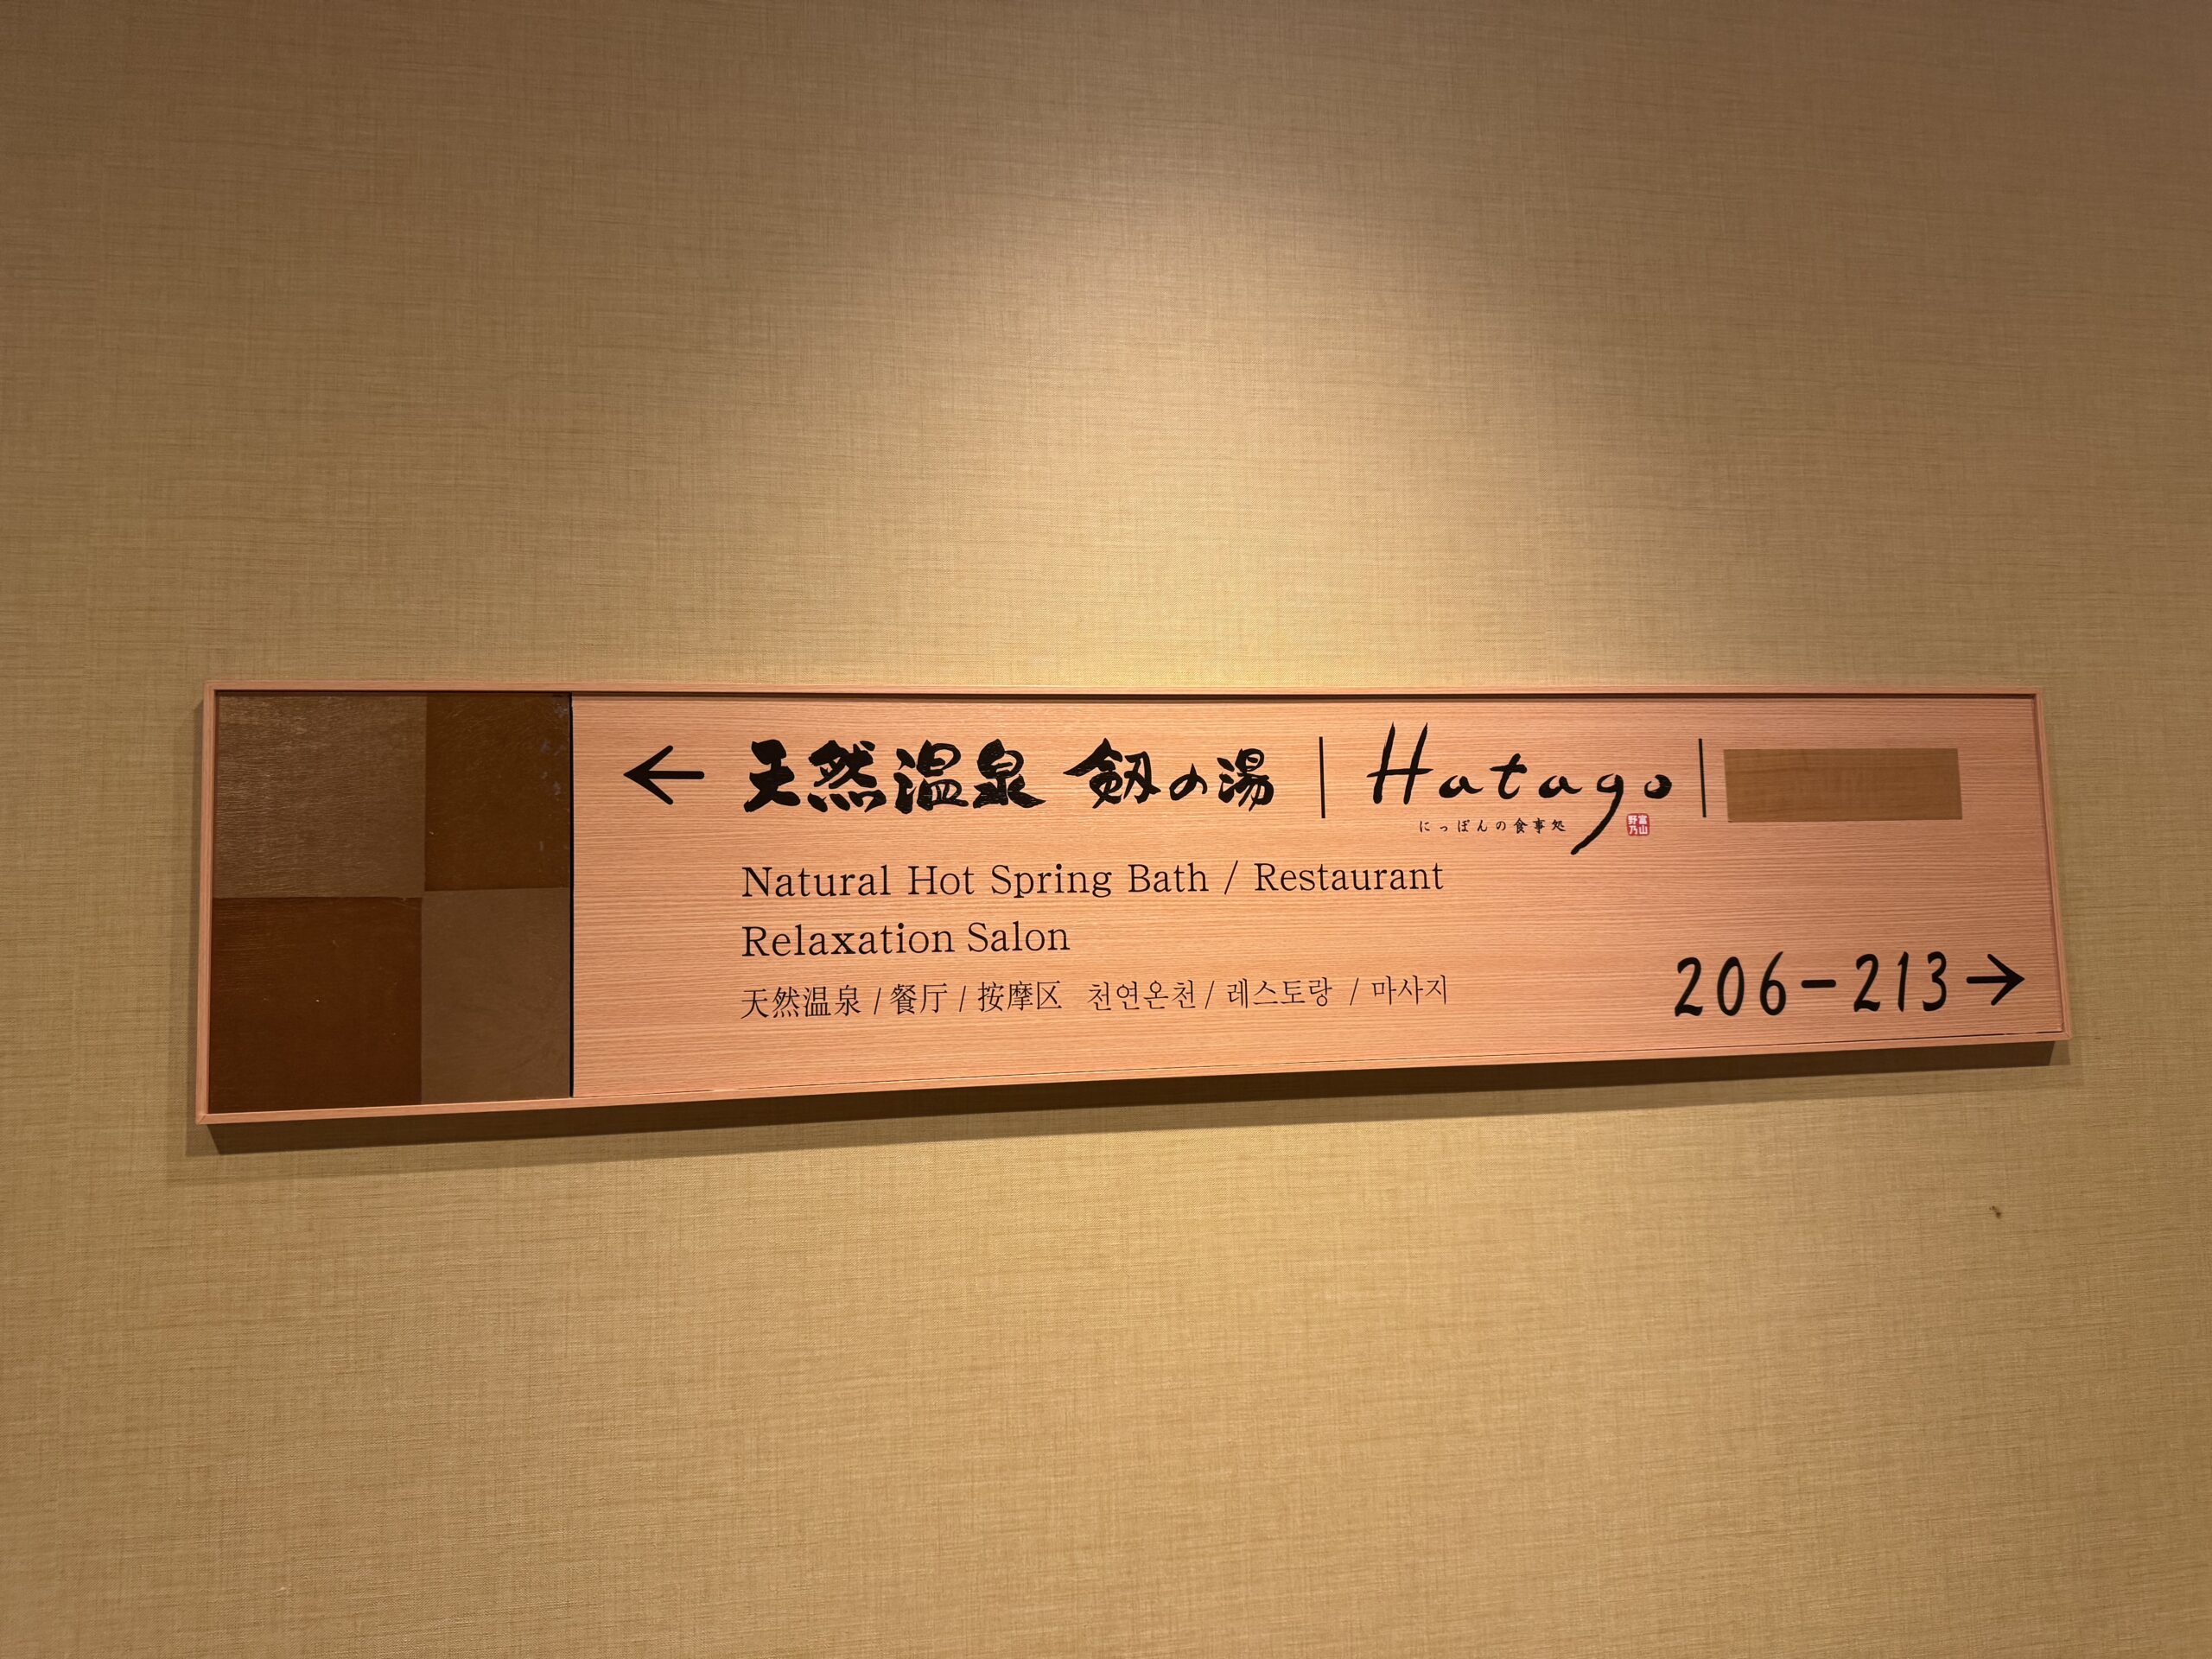 ← 天然温泉 剱の湯 | Hatago |
にっぽんの食事処 富山野乃
Natural Hot Spring Bath / Restaurant
Relaxation Salon
天然温泉 / 餐厅 / 按摩区 천연온천 / 레스토랑 / 마사지
206-213 →